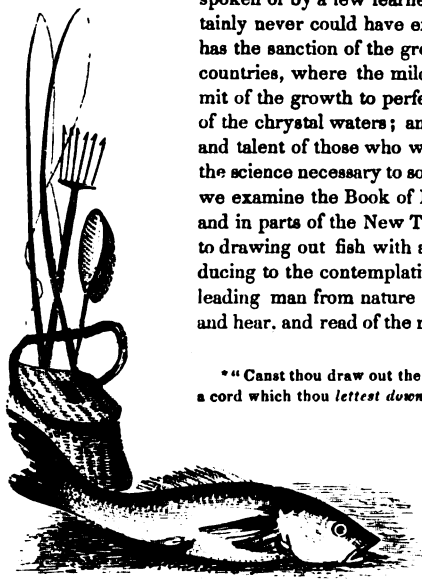 spoken of by a few learne
tainly never could have e
has the sanction of the gre
countries, where the mild
mit of the growth to perfe
of the chrystal waters; an
and talent of those who w
the science necessary to so
we examine the Book of
and in parts of the New T
to drawing out fish with a
ducing to the contemplati
leading man from nature
and hear. and read of the
*“ Canst thou draw out the
a cord which thou lettest down